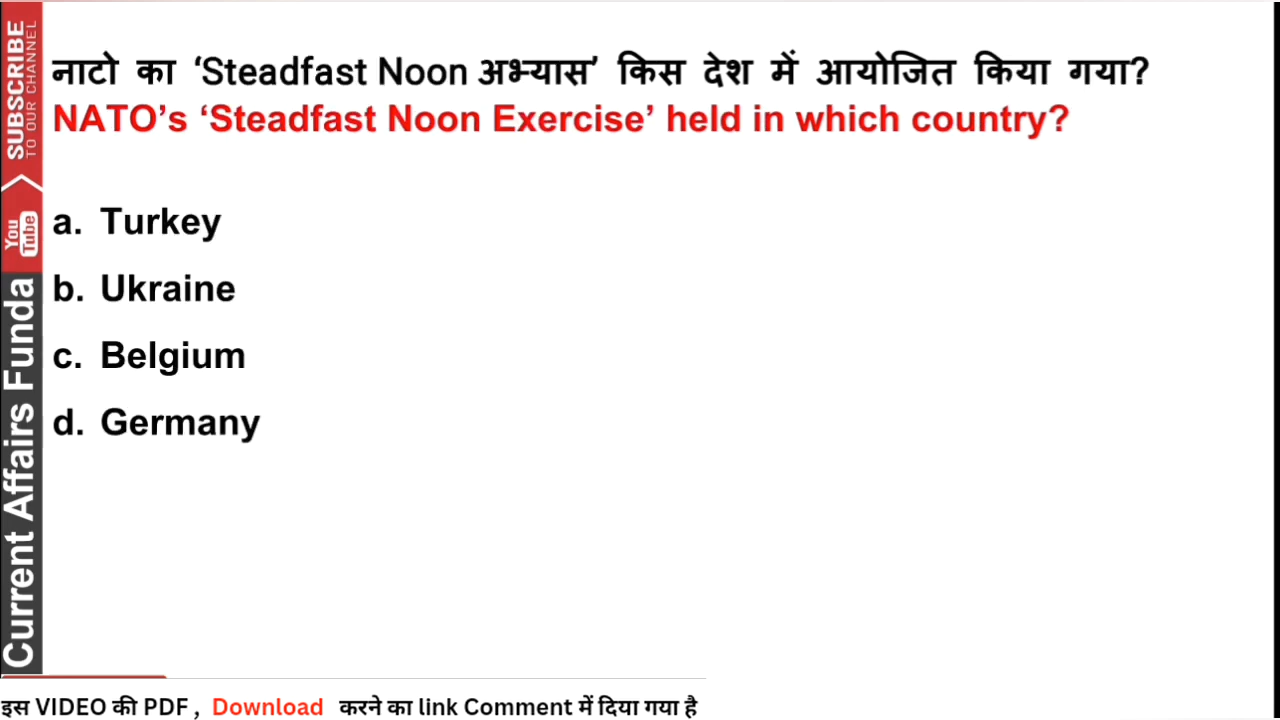 नाटो का ‘Steadfast Noon अभ्यास’ किस देश में आयोजित किया गया?
NATO’s ‘Steadfast Noon Exercise’ held in which country?
a. Turkey
b. Ukraine
c. Belgium
d. Germany
SUBSCRIBE
TO OUR CHANNEL
You
Tube
Current Affairs Funda
इस VIDEO की PDF , Download करने का link Comment में दिया गया है